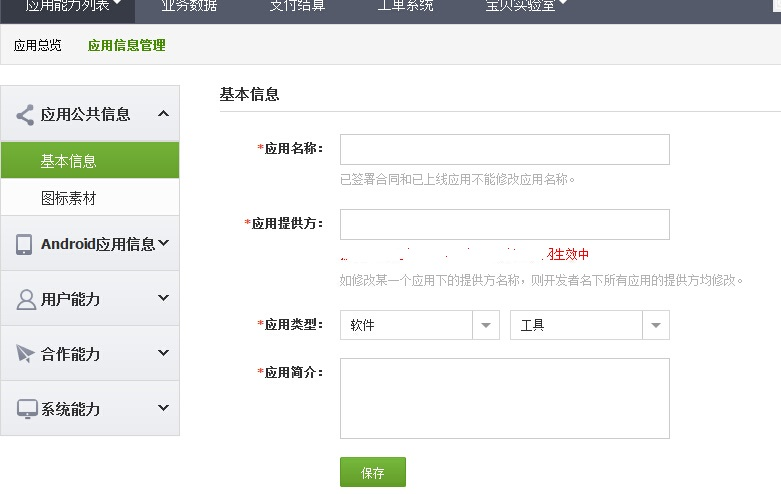 应用能力列表 业务数据 支付结算 工单系统 宝贝实验室
应用总览 应用信息管理
应用公共信息
基本信息
图标素材
Android应用信息
用户能力
合作能力
系统能力
基本信息
*应用名称：
已签署合同和已上线应用不能修改应用名称。
*应用提供方：
生效中
如修改某一个应用下的提供方名称，则开发者名下所有应用的提供方均修改。
*应用类型： 软件 工具
*应用简介：
保存